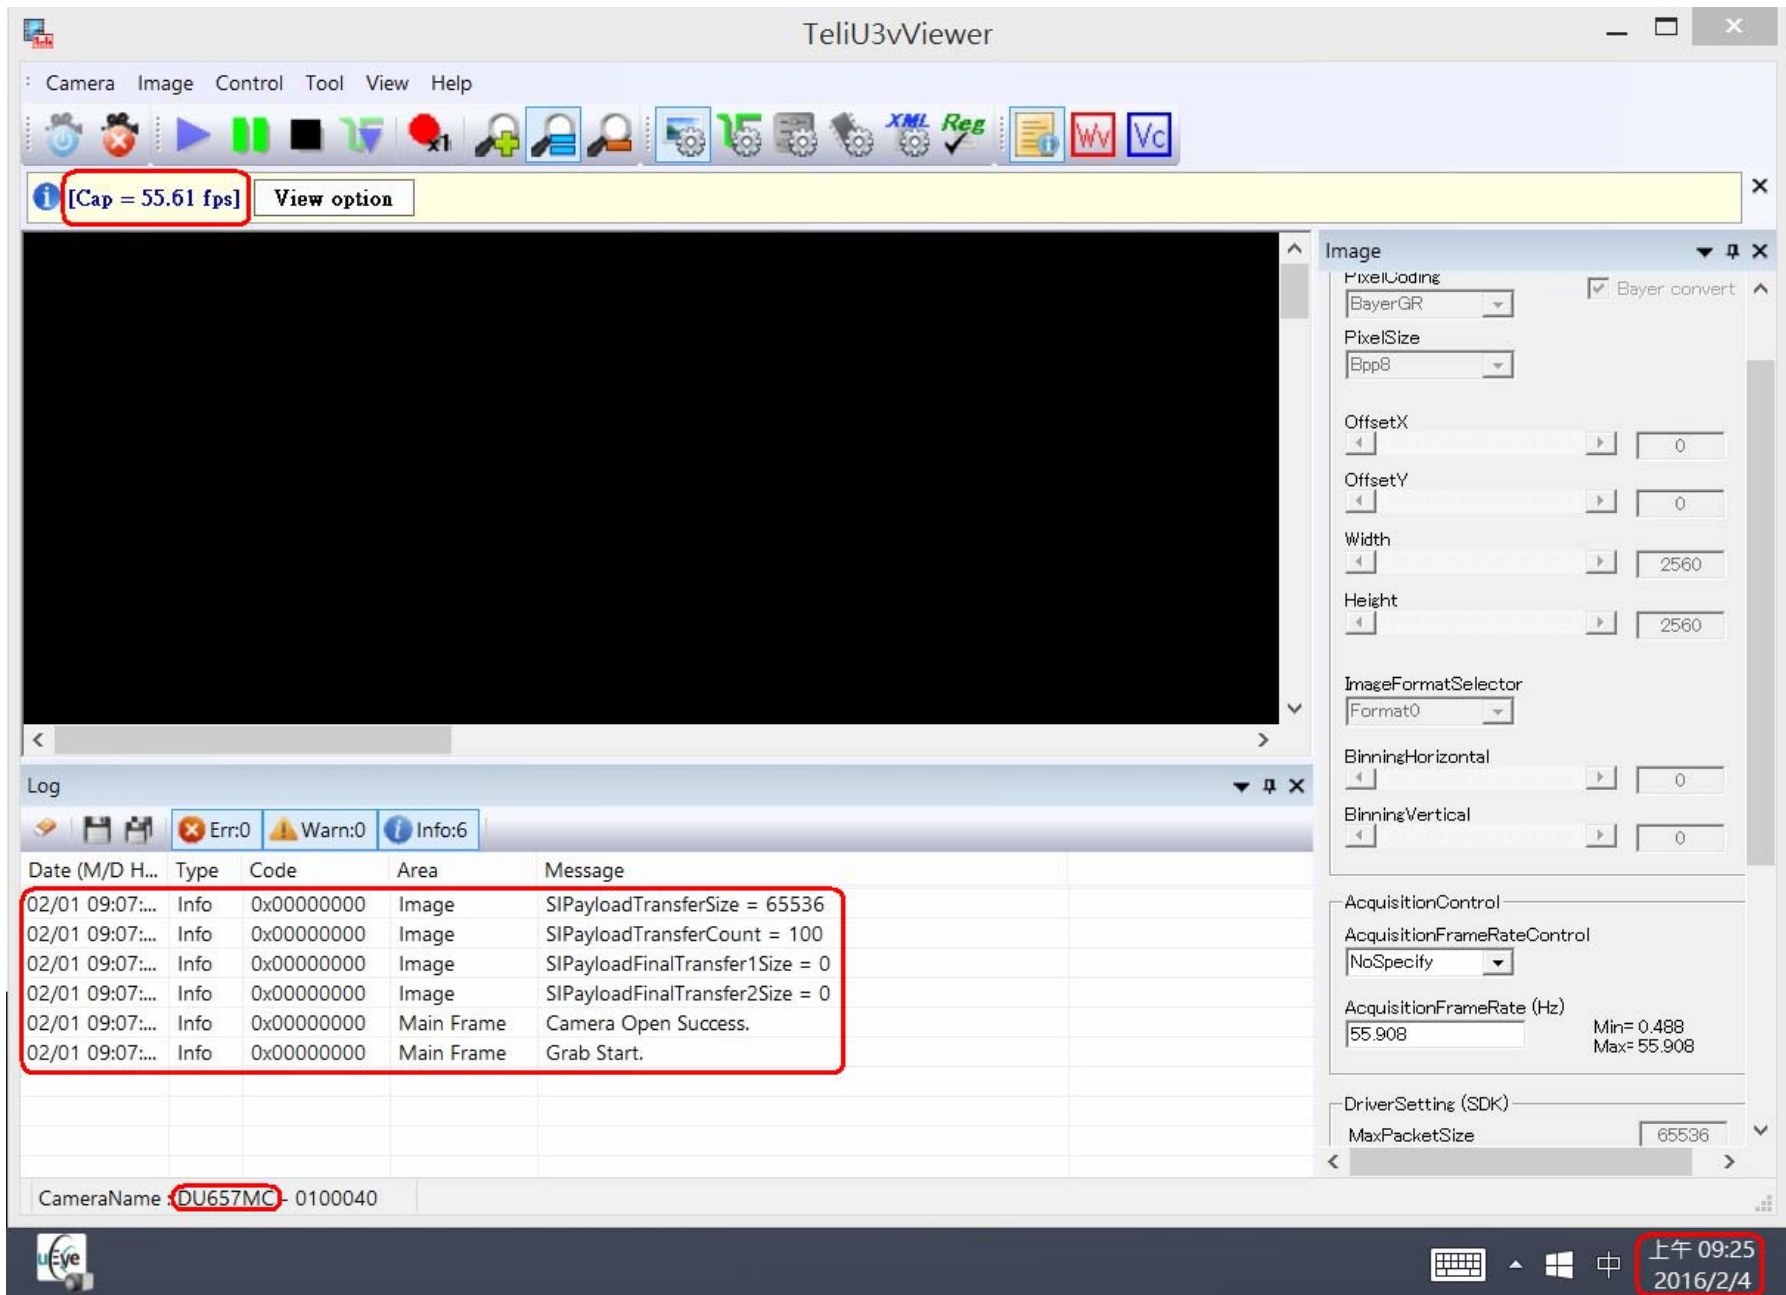 TeliU3vViewer
Camera Image Control Tool View Help
x1 XML Reg Wv Vc
[Cap = 55.61 fps] View option
Image
PixelCoding
Bayer convert
BayerGR
PixelSize
Bpp8
OffsetX
0
OffsetY
0
Width
2560
Height
2560
ImageFormatSelector
Format0
BinningHorizontal
0
BinningVertical
0
AcquisitionControl
AcquisitionFrameRateControl
NoSpecify
AcquisitionFrameRate (Hz)
55.908
Min= 0.488
Max= 55.908
DriverSetting (SDK)
MaxPacketSize 65536
Log
Err:0 Warn:0 Info:6
Date (M/D H... Type Code Area Message
02/01 09:07:... Info 0x00000000 Image SIPayloadTransferSize = 65536
02/01 09:07:... Info 0x00000000 Image SIPayloadTransferCount = 100
02/01 09:07:... Info 0x00000000 Image SIPayloadFinalTransfer1Size = 0
02/01 09:07:... Info 0x00000000 Image SIPayloadFinalTransfer2Size = 0
02/01 09:07:... Info 0x00000000 Main Frame Camera Open Success.
02/01 09:07:... Info 0x00000000 Main Frame Grab Start.
CameraName : DU657MC - 0100040
uEye
中
上午 09:25
2016/2/4